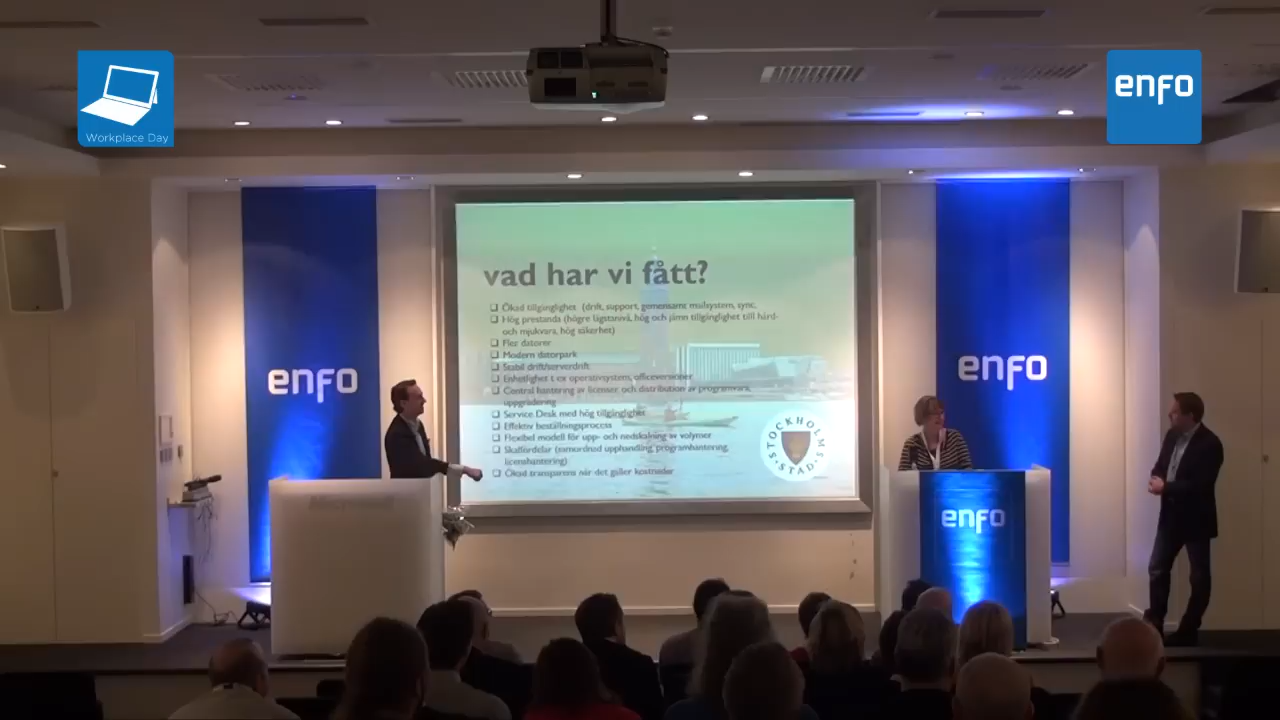 Workplace Day
enfo
enfo
enfo
vad har vi fått?
Ökad tillgänglighet (drift, support, gemensamt mailsystem, sync.
Hög prestanda (högre lägstanivå, hög och jämn tillgänglighet till hård-
och mjukvara, hög säkerhet)
Fler datorer
Modern datorpark
Stabil drift/serverdrift
Enhetlighet t ex operativsystem, officeversioner
Central hantering av licenser och distribution av programvara,
uppgradering
Service Desk med hög tillgänglighet
Effektiv beställningsprocess
Flexibel modell för upp- och nedskalning av volymer
Skalfördelar (samordnad upphandling, programhantering,
licenshantering)
Ökad transparens när det gäller kostnader
STOCKHOLMS
STAD
enfo